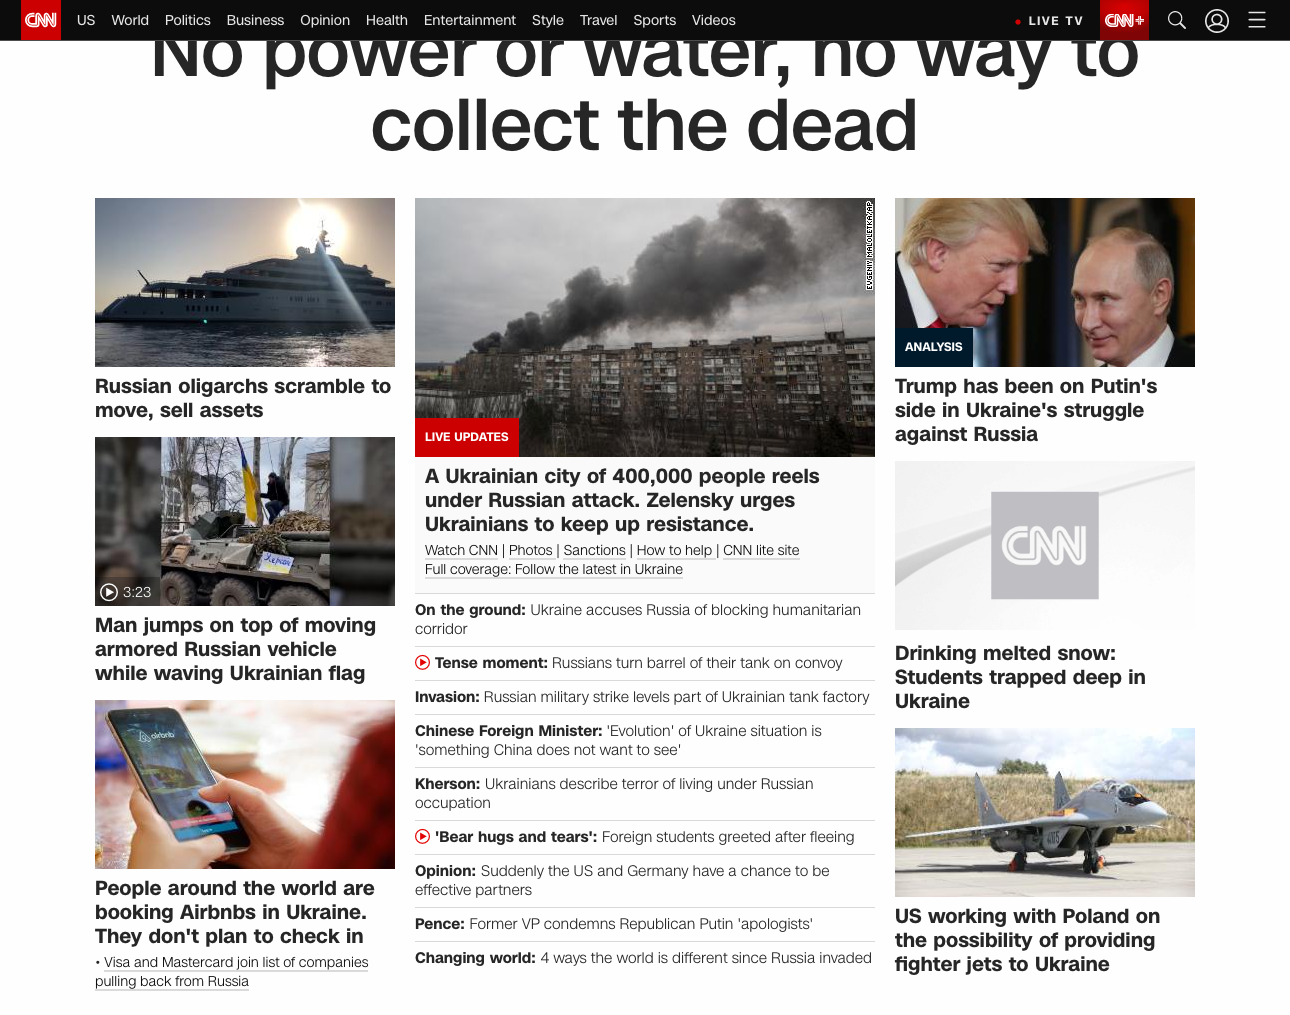 CNN US World Politics Business Opinion Health Entertainment Style Travel Sports Videos LIVE TV CNN+
No power or water, no way to
collect the dead
Russian oligarchs scramble to
move, sell assets
3:23
Man jumps on top of moving
armored Russian vehicle
while waving Ukrainian flag
airbnb
People around the world are
booking Airbnbs in Ukraine.
They don't plan to check in
• Visa and Mastercard join list of companies
pulling back from Russia
EVGENIY MALOLETKA/AP
LIVE UPDATES
A Ukrainian city of 400,000 people reels
under Russian attack. Zelensky urges
Ukrainians to keep up resistance.
Watch CNN | Photos | Sanctions | How to help | CNN lite site
Full coverage: Follow the latest in Ukraine
On the ground: Ukraine accuses Russia of blocking humanitarian
corridor
Tense moment: Russians turn barrel of their tank on convoy
Invasion: Russian military strike levels part of Ukrainian tank factory
Chinese Foreign Minister: 'Evolution' of Ukraine situation is
'something China does not want to see'
Kherson: Ukrainians describe terror of living under Russian
occupation
'Bear hugs and tears': Foreign students greeted after fleeing
Opinion: Suddenly the US and Germany have a chance to be
effective partners
Pence: Former VP condemns Republican Putin 'apologists'
Changing world: 4 ways the world is different since Russia invaded
ANALYSIS
Trump has been on Putin's
side in Ukraine's struggle
against Russia
CNN
Drinking melted snow:
Students trapped deep in
Ukraine
US working with Poland on
the possibility of providing
fighter jets to Ukraine